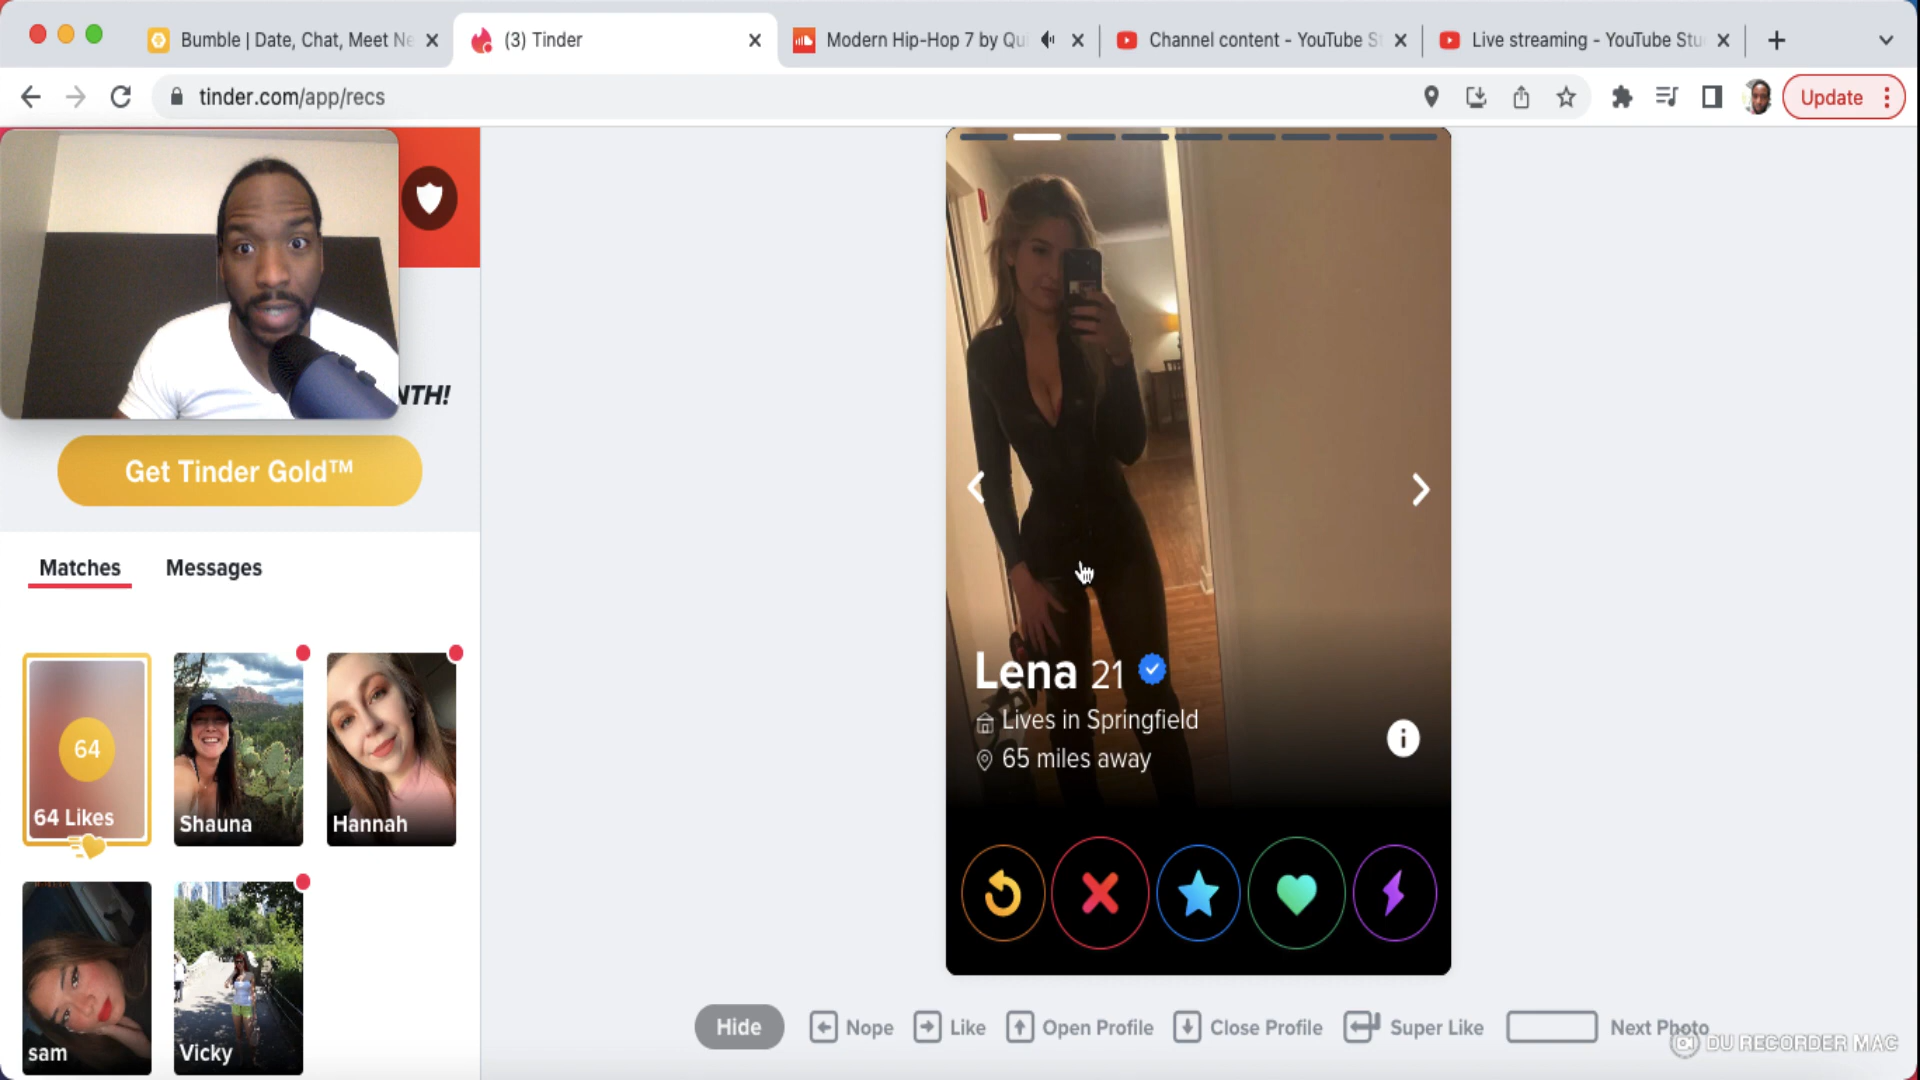 Bumble | Date, Chat, Meet Ne
(3) Tinder
Modern Hip-Hop 7 by Qui
Channel content - YouTube S
Live streaming - YouTube Stu
tinder.com/app/recs
Update
NTH!
Get Tinder Gold™
Matches
Messages
64
64 Likes
Shauna
Hannah
sam
Vicky
Lena 21
Lives in Springfield
65 miles away
Hide
Nope
Like
Open Profile
Close Profile
Super Like
Next Photo
DU RECORDER MAC